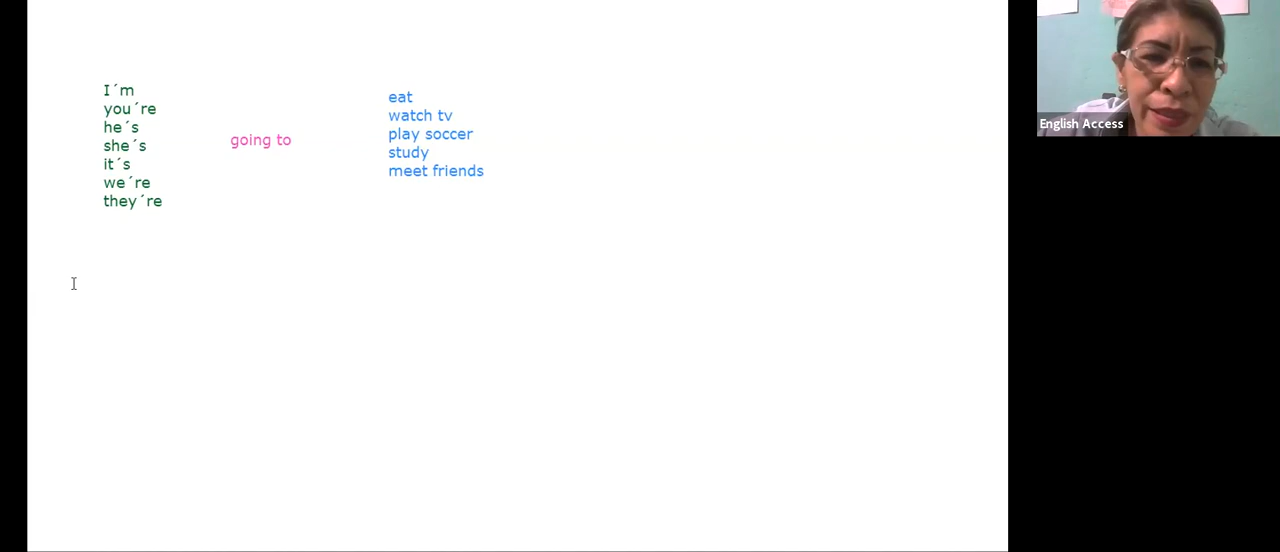 I´m
you´re
he´s
she´s
it´s
we´re
they´re
going to
eat
watch tv
play soccer
study
meet friends
English Access